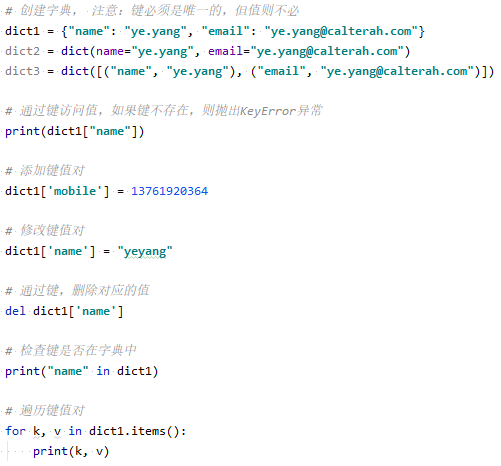 # 创建字典， 注意：键必须是唯一的，但值则不必
dict1 = {"name": "ye.yang", "email": "ye.yang@calterah.com"}
dict2 = dict(name="ye.yang", email="ye.yang@calterah.com")
dict3 = dict([("name", "ye.yang"), ("email", "ye.yang@calterah.com")])

# 通过键访问值，如果键不存在，则抛出KeyError异常
print(dict1["name"])

# 添加键值对
dict1['mobile'] = 13761920364

# 修改键值对
dict1['name'] = "yeyang"

# 通过键，删除对应的值
del dict1['name']

# 检查键是否在字典中
print("name" in dict1)

# 遍历键值对
for k, v in dict1.items():
    print(k, v)